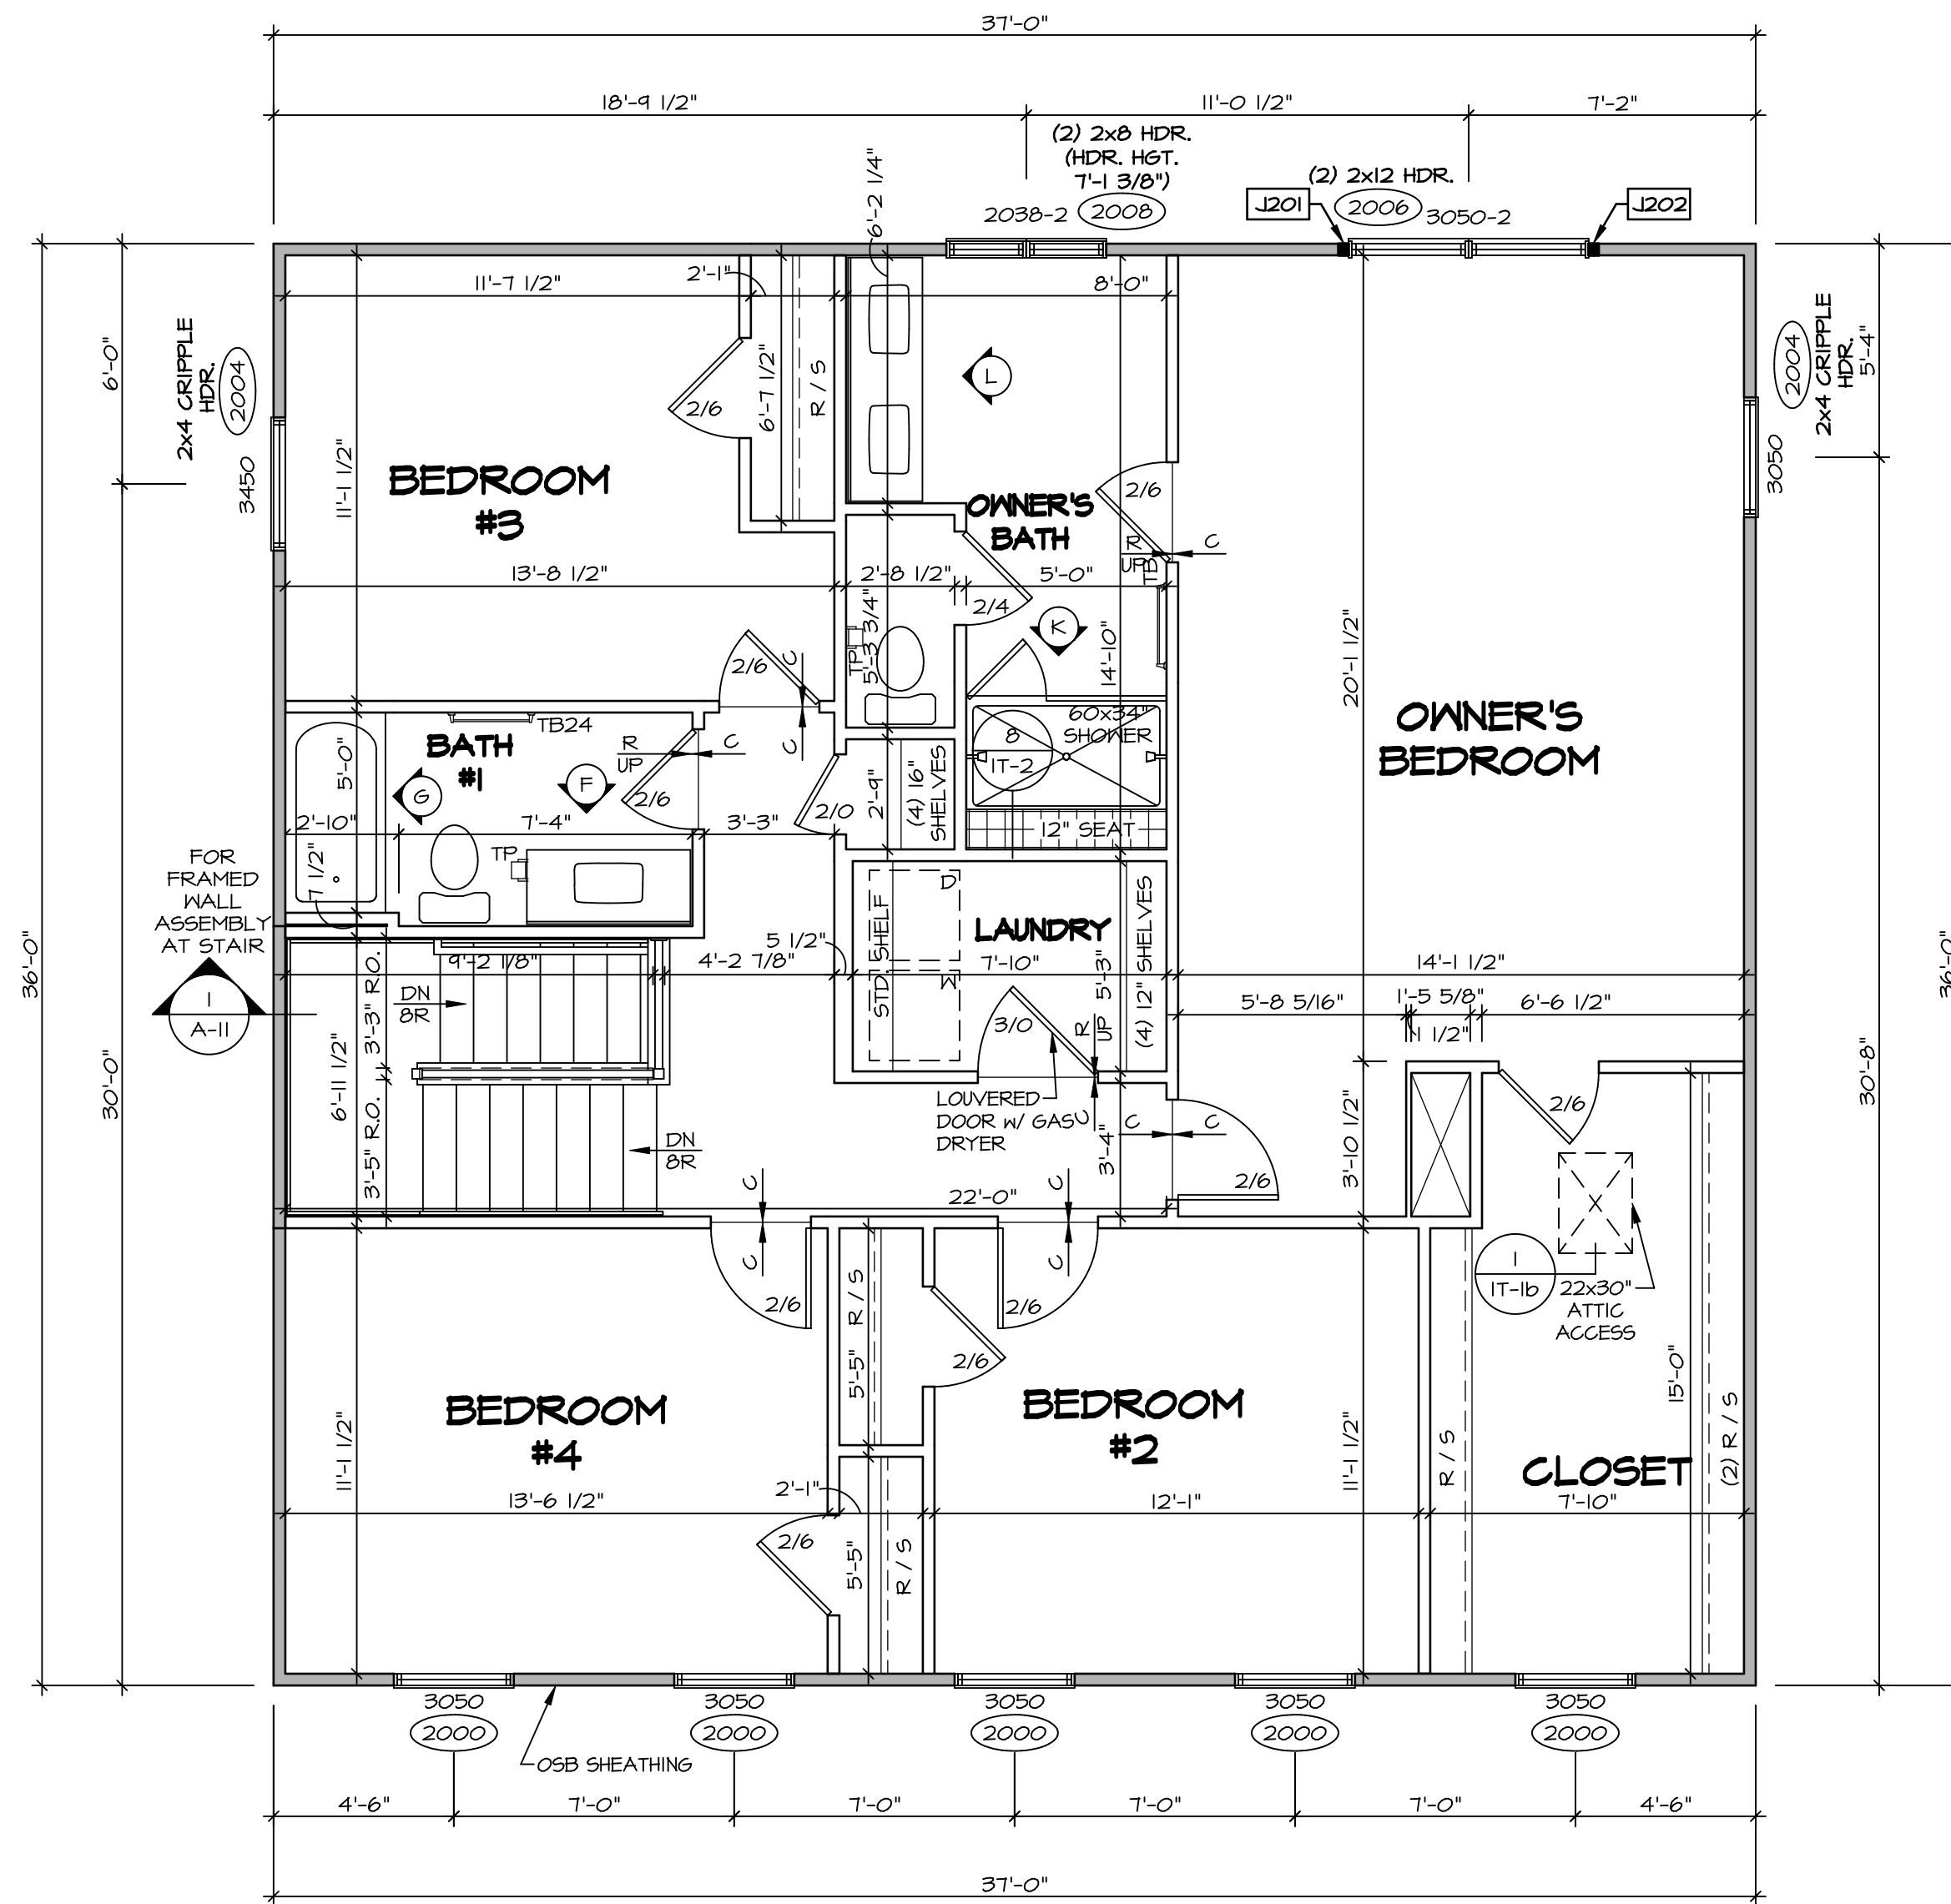 37'-0"
18'-9 1/2"
11'-0 1/2"
7'-2"
(2) 2x8 HDR.
(HDR. HGT.
7'-1 3/8")
2038-2
2008
(2) 2x12 HDR.
J201
2006
3050-2
J202
6'-2 1/4"
6'-0"
2x4 CRIPPLE
HDR.
2004
3450
11'-7 1/2"
2'-1"
8'-0"
2x4 CRIPPLE
HDR.
2004
3050
5'-4"
2/6
6'-7 1/2"
R / S
L
11'-1 1/2"
BEDROOM
#3
OWNER'S
BATH
2/6
R
UP
C
TB
13'-8 1/2"
2'-8 1/2"
5'-0"
2/4
5'-3 3/4"
TP
K
14'-10"
20'-1 1/2"
2/6
C
C
OWNER'S
BEDROOM
TB24
BATH
#1
R
UP
C
5'-0"
G
F
2/6
2/0
2'-9"
(4) 16"
SHELVES
60x34"
SHOWER
8
IT-2
12" SEAT
2'-10"
7'-4"
3'-3"
TP
7 1/2"
FOR
FRAMED
WALL
ASSEMBLY
AT STAIR
1
A-11
36'-0"
36'-0"
30'-0"
30'-8"
D
W
STD. SHELF
LAUNDRY
(4) 12" SHELVES
5 1/2"
9'-2 1/8"
4'-2 7/8"
7'-10"
5'-3"
14'-1 1/2"
5'-8 5/16"
1'-5 5/8"
1 1/2"
6'-6 1/2"
DN
8R
3'-3" R.O.
6'-11 1/2"
3'-5" R.O.
DN
8R
3/0
R
UP
C
LOUVERED
DOOR w/ GAS
DRYER
3'-4"
C
C
2/6
3'-10 1/2"
2/6
22'-0"
C
C
C
C
1
IT-1b
22x30"
ATTIC
ACCESS
2/6
R / S
5'-5"
2/6
2/6
BEDROOM
#4
BEDROOM
#2
CLOSET
11'-1 1/2"
11'-1 1/2"
R / S
15'-0"
(2) R / S
13'-6 1/2"
2'-1"
12'-1"
7'-10"
2/6
5'-5"
R / S
3050
3050
3050
3050
3050
2000
2000
2000
2000
2000
OSB SHEATHING
4'-6"
7'-0"
7'-0"
7'-0"
7'-0"
4'-6"
37'-0"